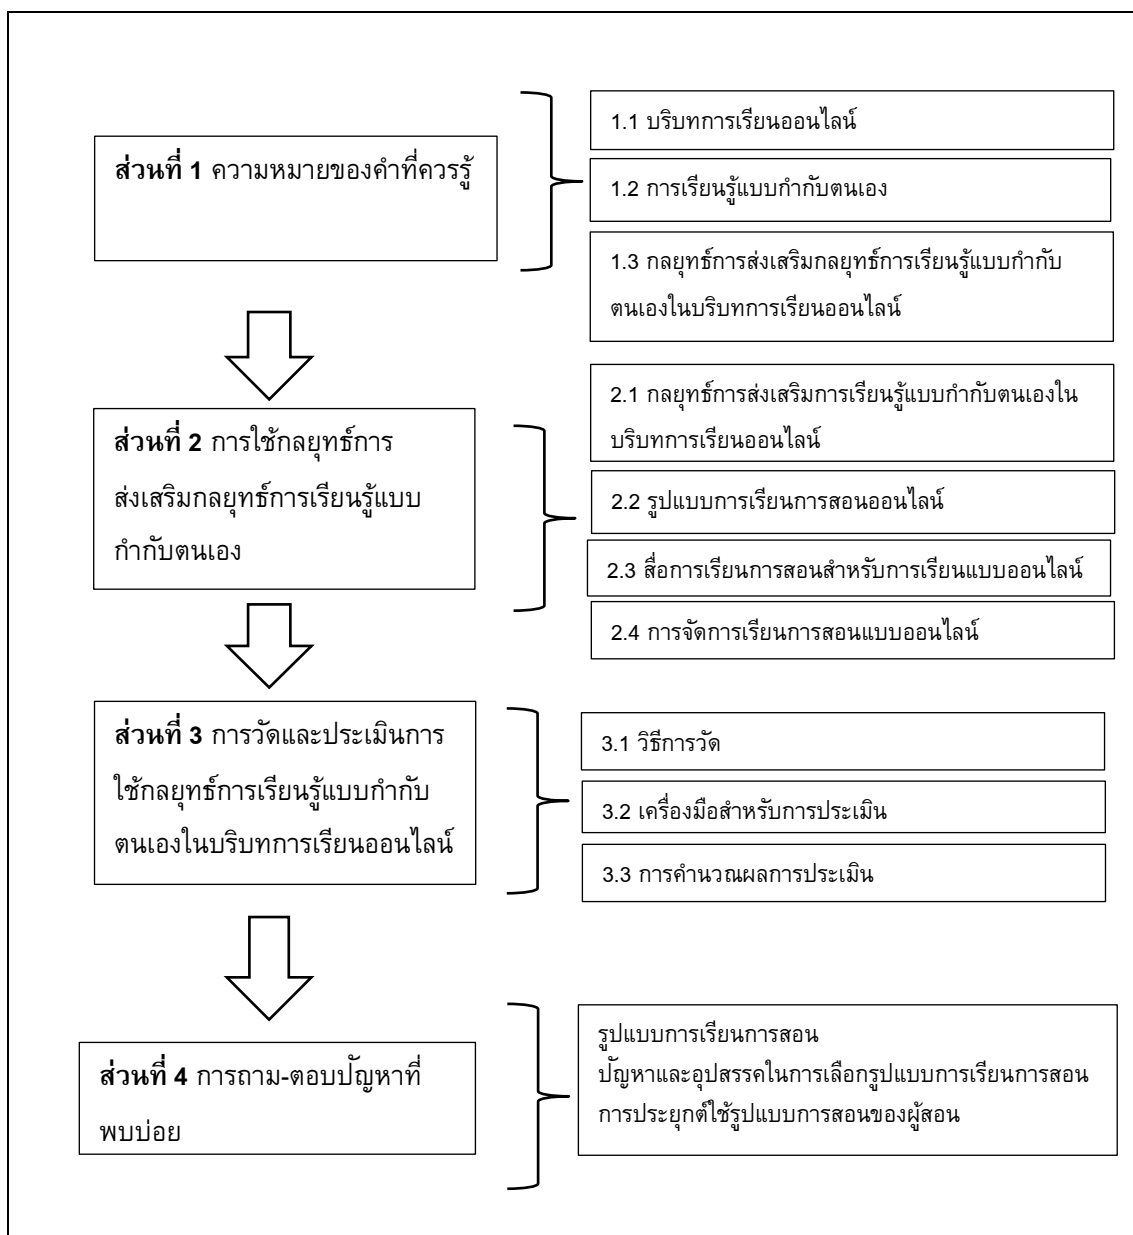 ส่วนที่ 1 ความหมายของคำที่ควรรู้
1.1 บริบทการเรียนออนไลน์
1.2 การเรียนรู้แบบกำกับตนเอง
1.3 กลยุทธ์การส่งเสริมกลยุทธ์การเรียนรู้แบบกำกับ
ตนเองในบริบทการเรียนออนไลน์
ส่วนที่ 2 การใช้กลยุทธ์การ
ส่งเสริมกลยุทธ์การเรียนรู้แบบ
กำกับตนเอง
2.1 กลยุทธ์การส่งเสริมการเรียนรู้แบบกำกับตนเองใน
บริบทการเรียนออนไลน์
2.2 รูปแบบการเรียนการสอนออนไลน์
2.3 สื่อการเรียนการสอนสำหรับการเรียนแบบออนไลน์
2.4 การจัดการเรียนการสอนแบบออนไลน์
ส่วนที่ 3 การวัดและประเมินการ
ใช้กลยุทธ์การเรียนรู้แบบกำกับ
ตนเองในบริบทการเรียนออนไลน์
3.1 วิธีการวัด
3.2 เครื่องมือสำหรับการประเมิน
3.3 การคำนวณผลการประเมิน
ส่วนที่ 4 การถาม-ตอบปัญหาที่
พบบ่อย
รูปแบบการเรียนการสอน
ปัญหาและอุปสรรคในการเลือกรูปแบบการเรียนการสอน
การประยุกต์ใช้รูปแบบการสอนของผู้สอน